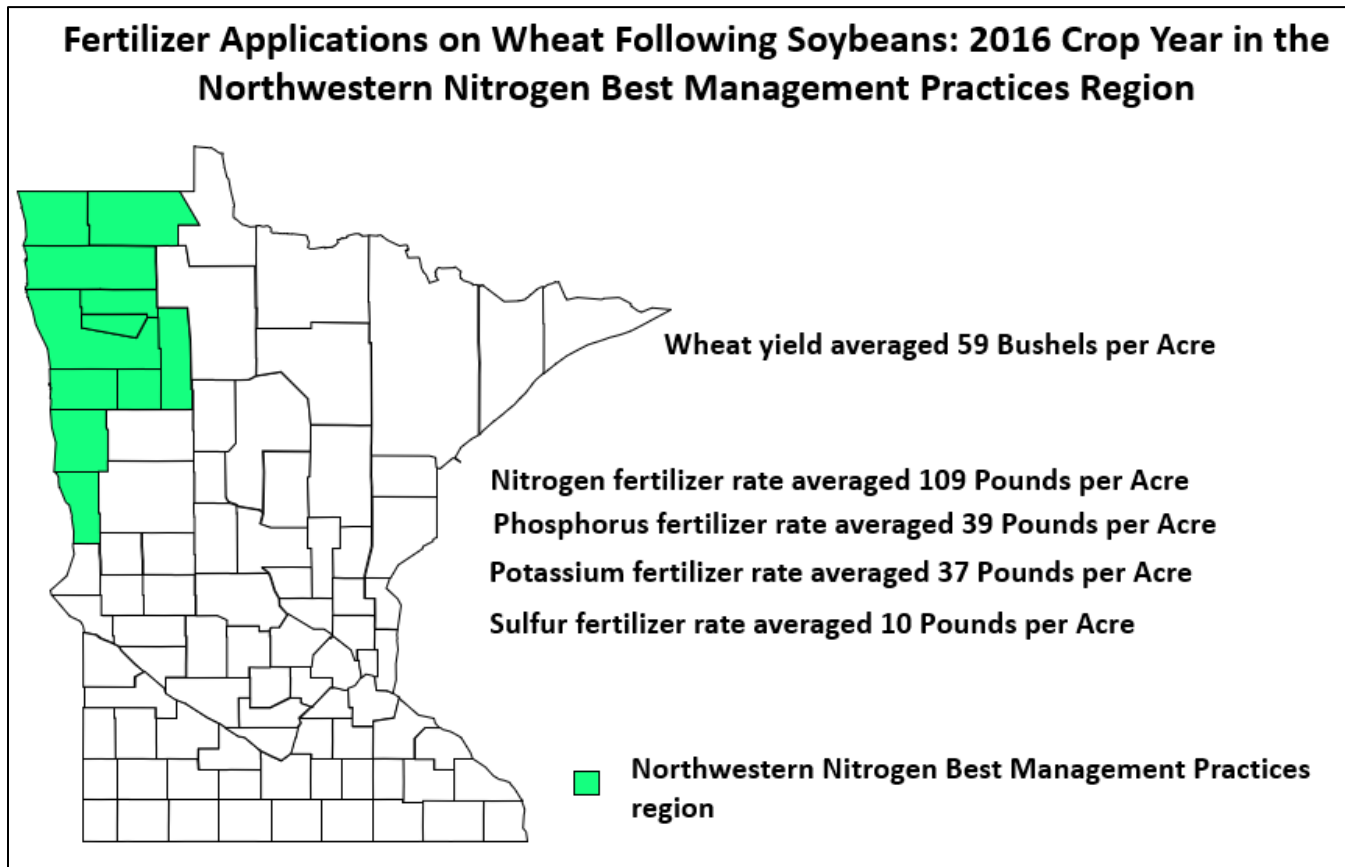 Fertilizer Applications on Wheat Following Soybeans: 2016 Crop Year in the
Northwestern Nitrogen Best Management Practices Region
Wheat yield averaged 59 Bushels per Acre
Nitrogen fertilizer rate averaged 109 Pounds per Acre
Phosphorus fertilizer rate averaged 39 Pounds per Acre
Potassium fertilizer rate averaged 37 Pounds per Acre
Sulfur fertilizer rate averaged 10 Pounds per Acre
Northwestern Nitrogen Best Management Practices
region